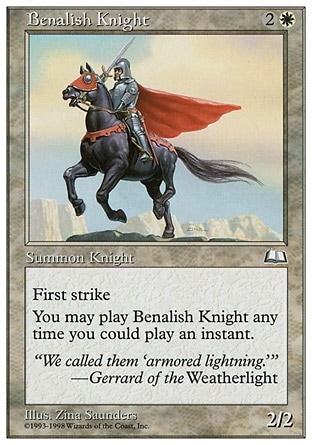 Benalish Knight 2
Summon Knight
First strike
You may play Benalish Knight any
time you could play an instant.
"We called them 'armored lightning.'"
—Gerrard of the Weatherlight
Illus. Zina Saunders
©1993-1998 Wizards of the Coast, Inc.
2/2